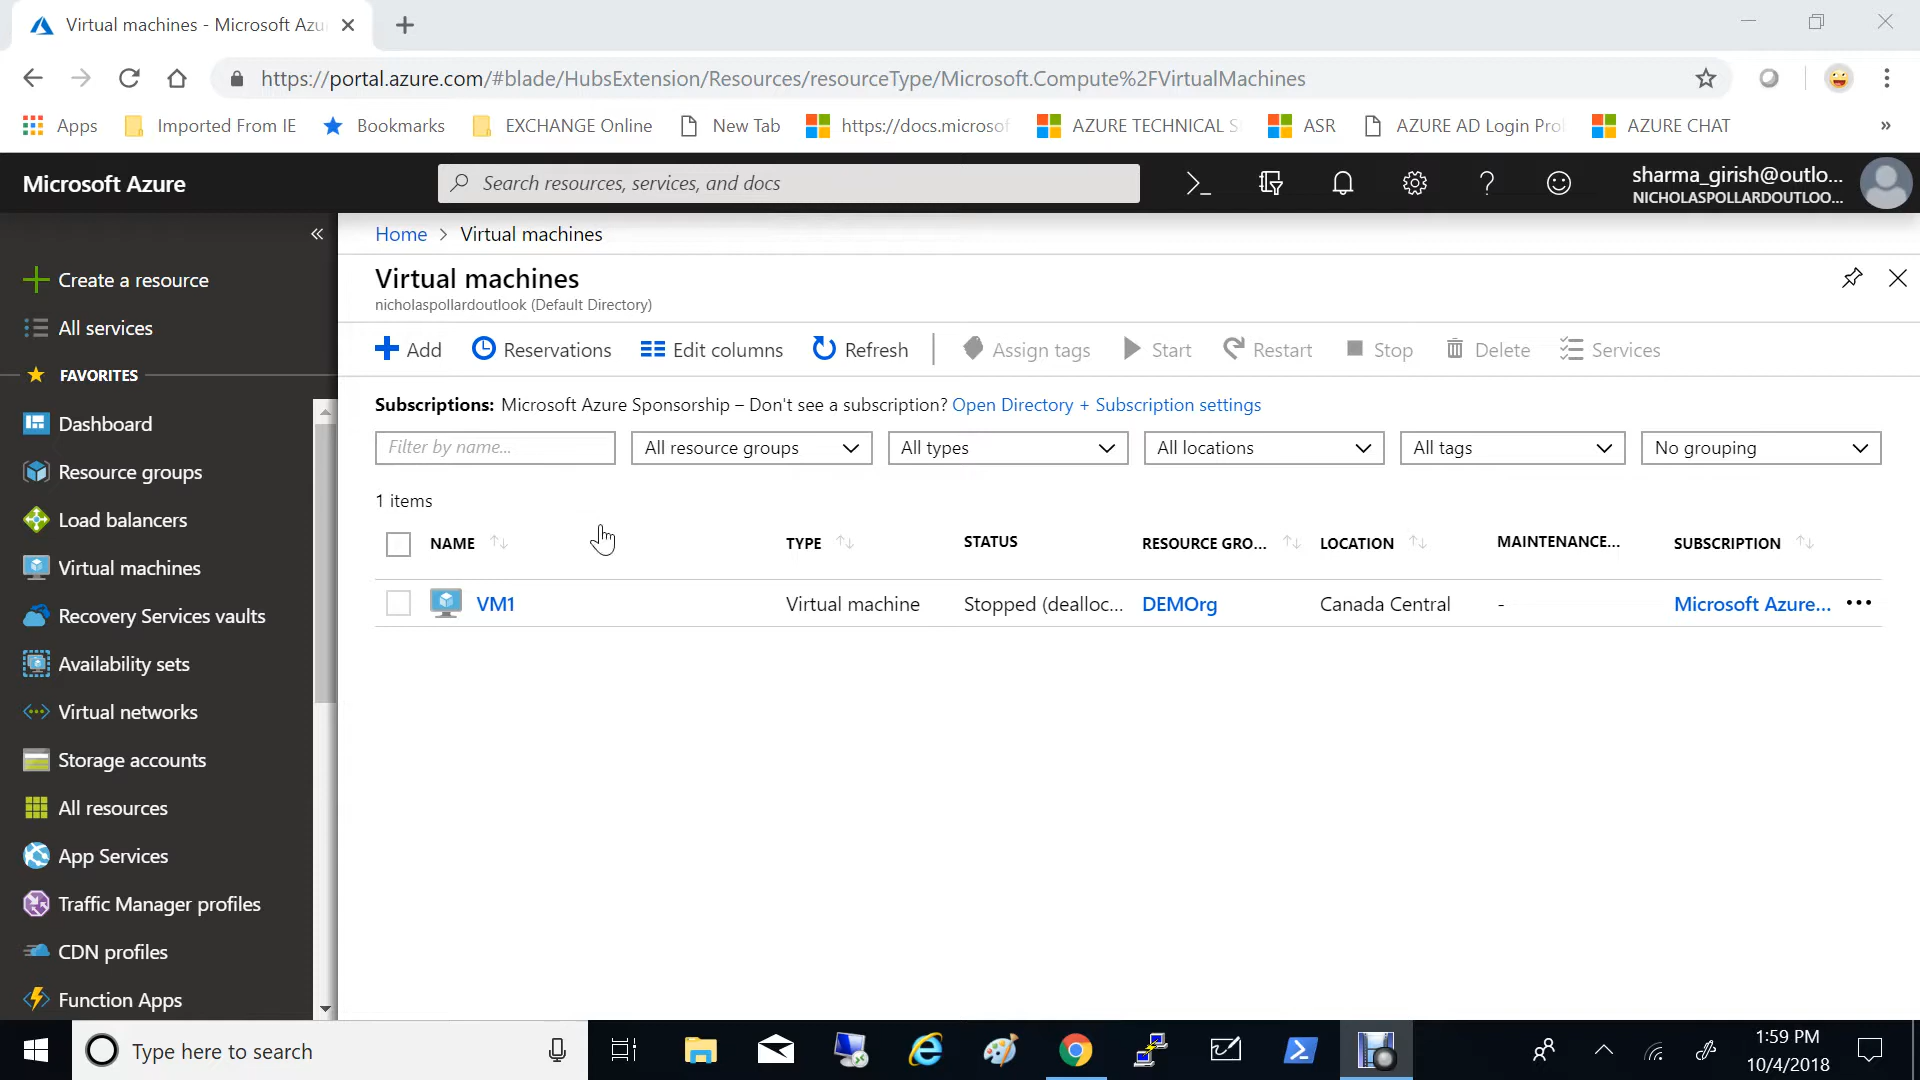 Virtual machines - Microsoft Azu
https://portal.azure.com/#blade/HubsExtension/Resources/resourceType/Microsoft.Compute%2FVirtualMachines
Apps Imported From IE Bookmarks EXCHANGE Online New Tab https://docs.microsof AZURE TECHNICAL S ASR AZURE AD Login Pro AZURE CHAT »
Microsoft Azure Search resources, services, and docs sharma_girish@outlo...
NICHOLASPOLLARDOUTLOO...
Home > Virtual machines
Virtual machines
nicholaspollardoutlook (Default Directory)
Create a resource
All services
FAVORITES
Dashboard
Resource groups
Load balancers
Virtual machines
Recovery Services vaults
Availability sets
Virtual networks
Storage accounts
All resources
App Services
Traffic Manager profiles
CDN profiles
Function Apps
Add Reservations Edit columns Refresh Assign tags Start Restart Stop Delete Services
Subscriptions: Microsoft Azure Sponsorship – Don't see a subscription? Open Directory + Subscription settings
Filter by name... All resource groups All types All locations All tags No grouping
1 items
NAME TYPE STATUS RESOURCE GRO... LOCATION MAINTENANCE... SUBSCRIPTION
VM1 Virtual machine Stopped (dealloc... DEMOrg Canada Central - Microsoft Azure... ...
Type here to search
1:59 PM
10/4/2018